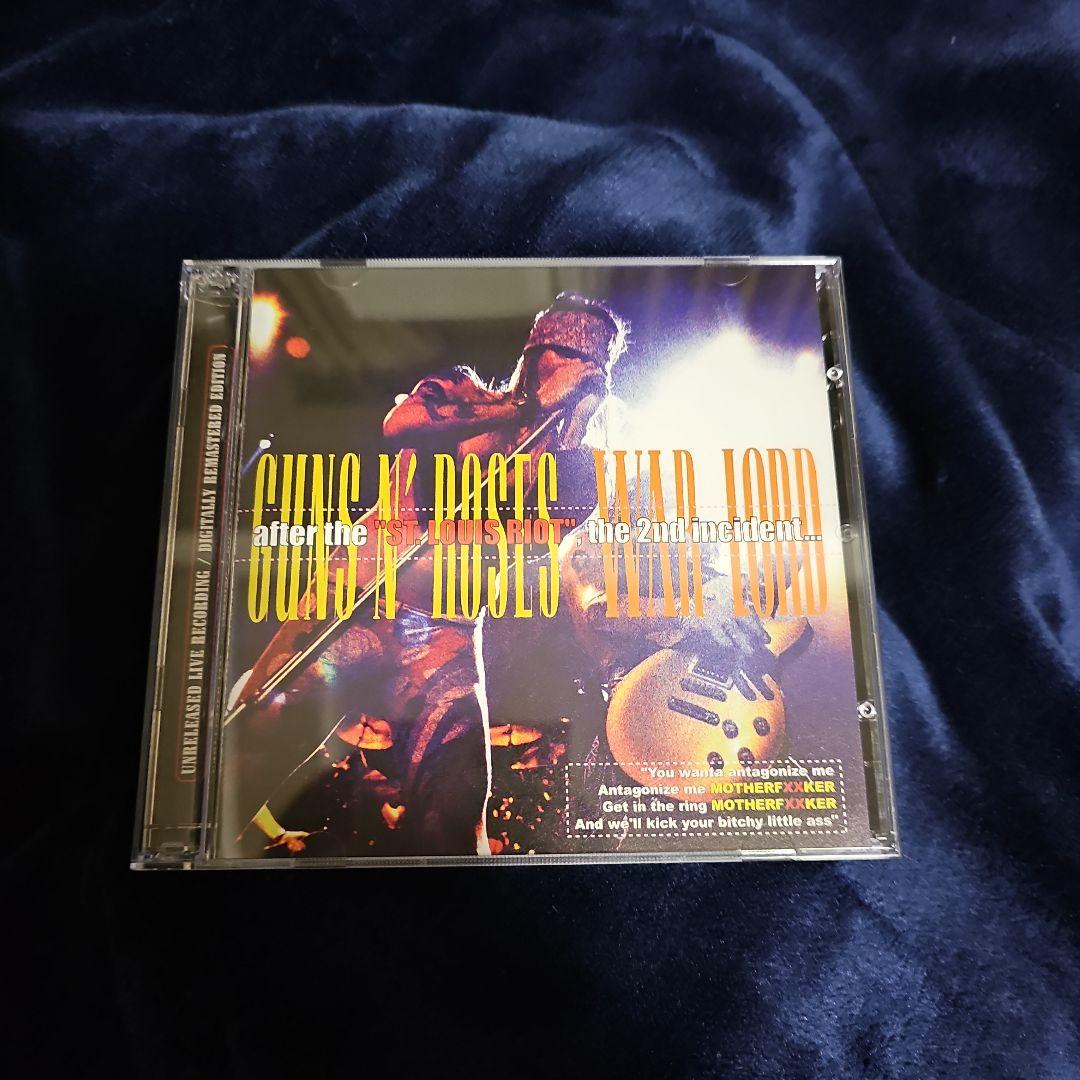 UNRELEASED LIVE RECORDING / DIGITALLY REMASTERED EDITION
GUNS N' ROSES WAR LORD
after the "ST. LOUIS RIOT", the 2nd incident...
"You wanta antagonize me
Antagonize me MOTHERFXXKER
Get in the ring MOTHERFXXKER
And we'll kick your bitchy little ass"